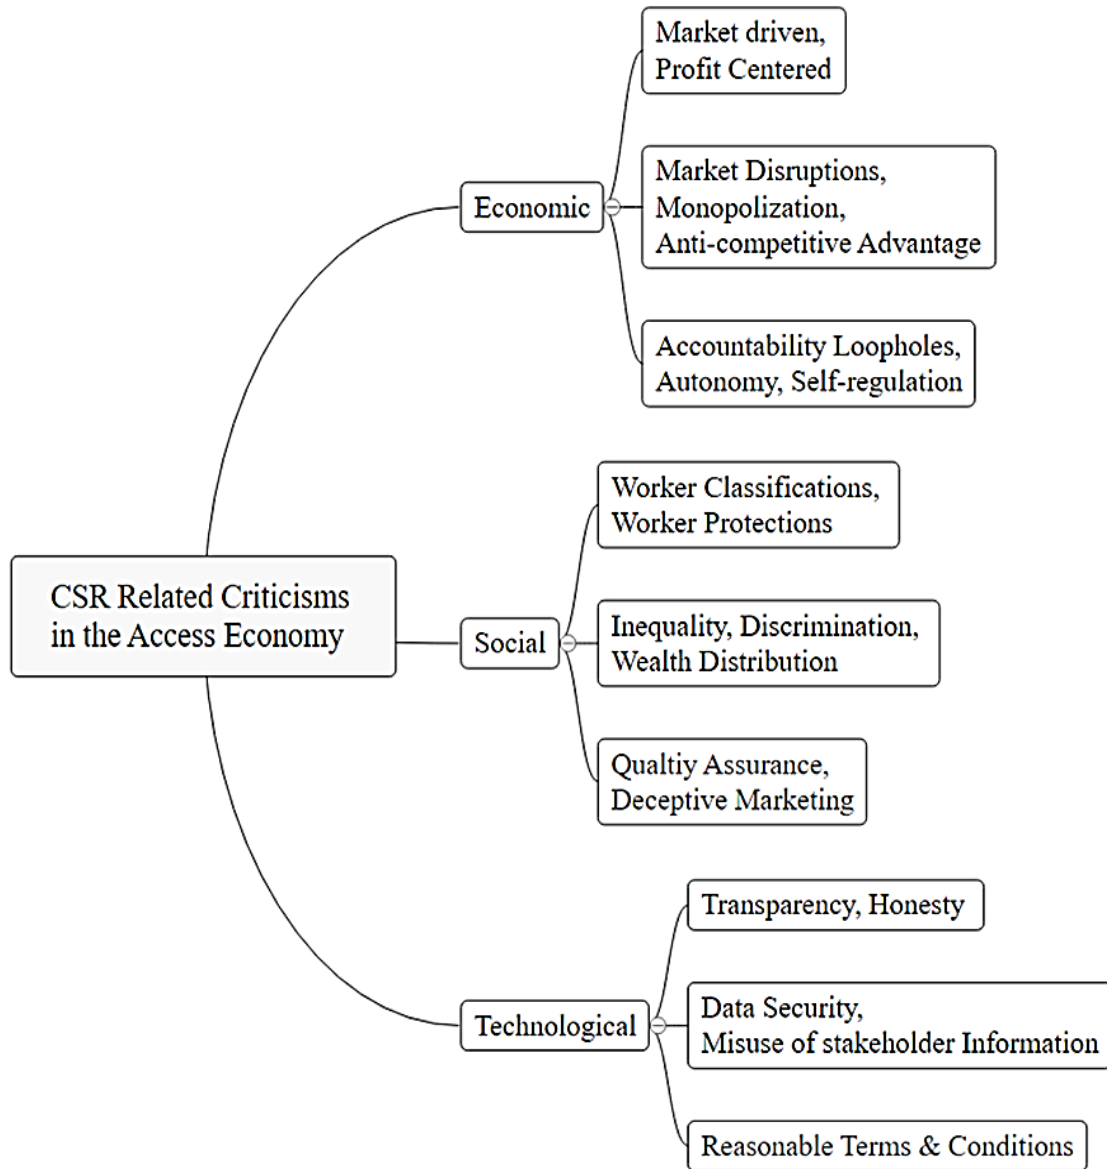 Market driven,
Profit Centered
Market Disruptions,
Monopolization,
Anti-competitive Advantage
Economic
Accountability Loopholes,
Autonomy, Self-regulation
Worker Classifications,
Worker Protections
CSR Related Criticisms
in the Access Economy
Social
Inequality, Discrimination,
Wealth Distribution
Qualtiy Assurance,
Deceptive Marketing
Transparency, Honesty
Technological
Data Security,
Misuse of stakeholder Information
Reasonable Terms & Conditions